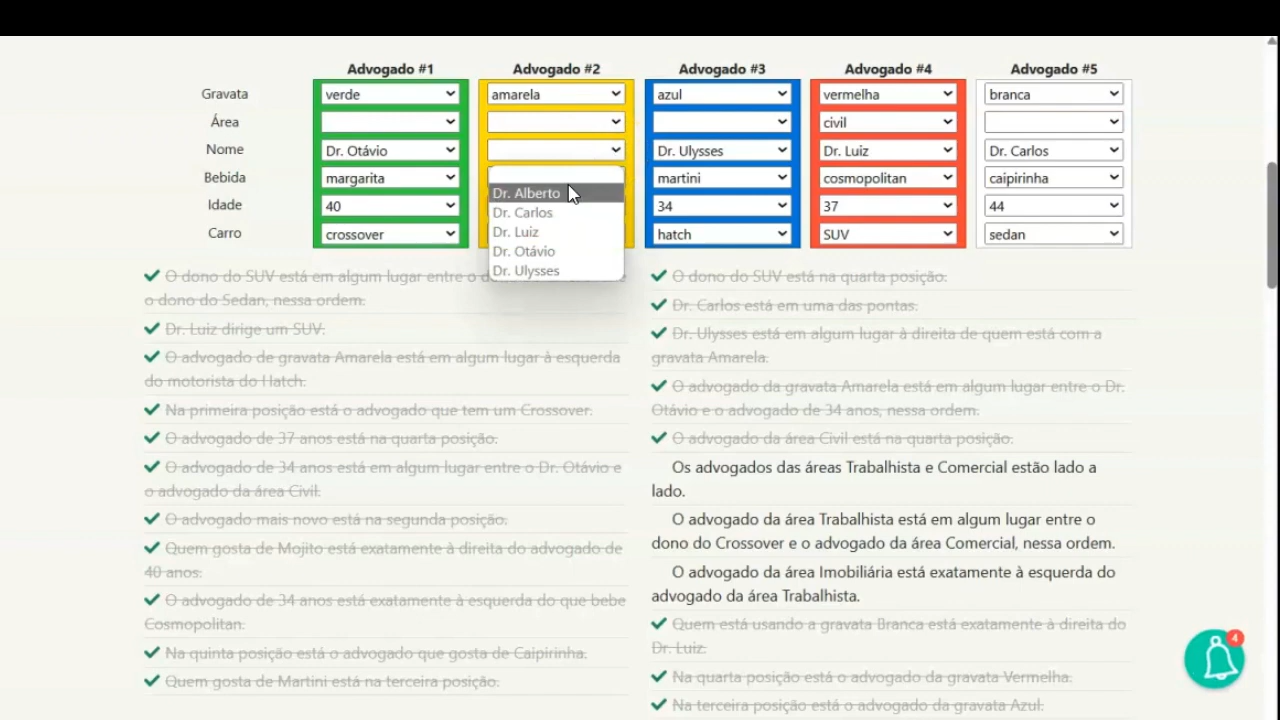 Advogado #1 Advogado #2 Advogado #3 Advogado #4 Advogado #5
Gravata verde amarela azul vermelha branca
Área civil
Nome Dr. Otávio Dr. Ulysses Dr. Luiz Dr. Carlos
Bebida margarita martini cosmopolitan caipirinha
Idade 40 34 37 44
Carro crossover hatch SUV sedan
Dr. Alberto
Dr. Carlos
Dr. Luiz
Dr. Otávio
Dr. Ulysses
O dono do SUV está em algum lugar entre o e
o dono do Sedan, nessa ordem.
Dr. Luiz dirige um SUV.
O advogado de gravata Amarela está em algum lugar à esquerda
do motorista do Hatch.
Na primeira posição está o advogado que tem um Crossover.
O advogado de 37 anos está na quarta posição.
O advogado de 34 anos está em algum lugar entre o Dr. Otávio e
o advogado da área Civil.
O advogado mais novo está na segunda posição.
Quem gosta de Mojito está exatamente à direita do advogado de
40 anos.
O advogado de 34 anos está exatamente à esquerda do que bebe
Cosmopolitan.
Na quinta posição está o advogado que gosta de Caipirinha.
Quem gosta de Martini está na terceira posição.
O dono do SUV está na quarta posição.
Dr. Carlos está em uma das pontas.
Dr. Ulysses está em algum lugar à direita de quem está com a
gravata Amarela.
O advogado da gravata Amarela está em algum lugar entre o Dr.
Otávio e o advogado de 34 anos, nessa ordem.
O advogado da área Civil está na quarta posição.
Os advogados das áreas Trabalhista e Comercial estão lado a
lado.
O advogado da área Trabalhista está em algum lugar entre o
dono do Crossover e o advogado da área Comercial, nessa ordem.
O advogado da área Imobiliária está exatamente à esquerda do
advogado da área Trabalhista.
Quem está usando a gravata Branca está exatamente à direita do
Dr. Luiz.
Na quarta posição está o advogado da gravata Vermelha.
Na terceira posição está o advogado da gravata Azul.
4